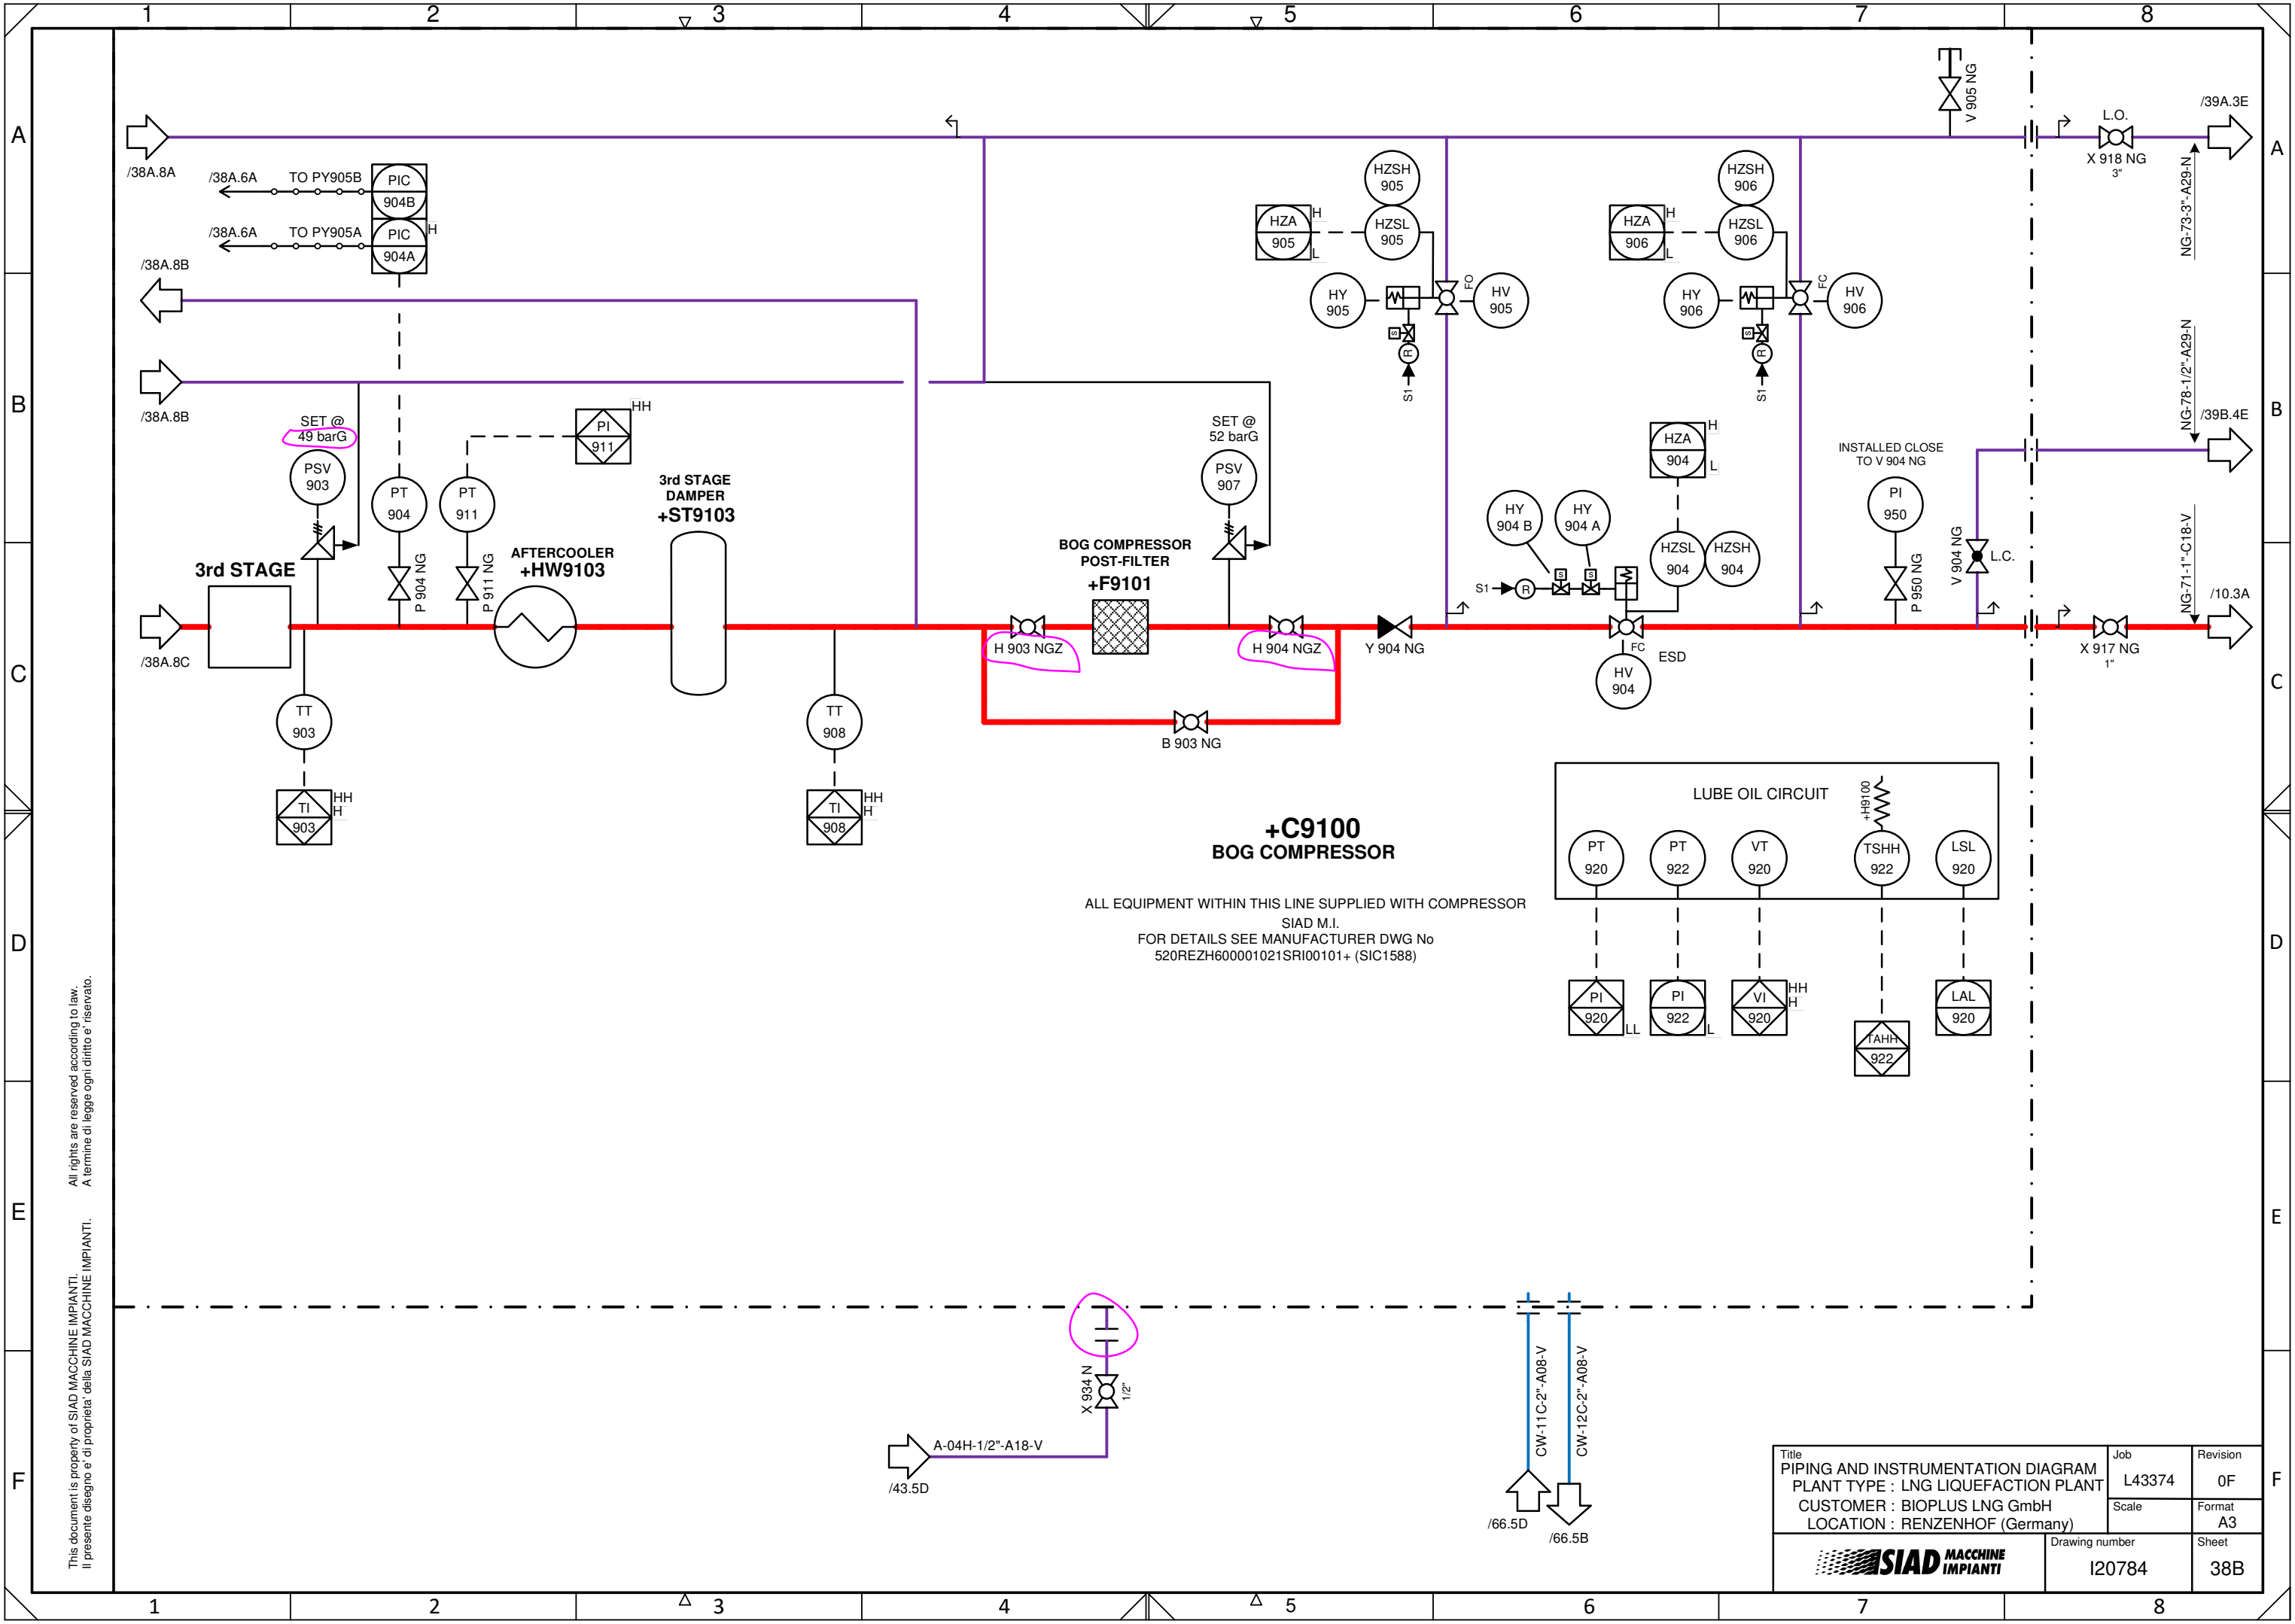 1 2 3 4 5 6 7 8
A
B
C
D
E
F
A
B
C
D
E
F
/38A.8A
/38A.6A
TO PY905B
PIC
904B
/38A.6A
TO PY905A
PIC
904A
H
/38A.8B
/38A.8B
SET @
49 barG
PSV
903
PT
904
PT
911
PI
911
HH
P 904 NG
P 911 NG
3rd STAGE
/38A.8C
AFTERCOOLER
+HW9103
3rd STAGE
DAMPER
+ST9103
TT
903
TI
903
HH
H
TT
908
TI
908
HH
H
H 903 NGZ
BOG COMPRESSOR
POST-FILTER
+F9101
SET @
52 barG
PSV
907
H 904 NGZ
B 903 NG
Y 904 NG
HZSH
905
HZSL
905
HZA
905
H
L
HY
905
HV
905
FO
S
R
S1
HZSH
906
HZSL
906
HZA
906
H
L
HY
906
HV
906
FC
S
R
S1
HZA
904
H
L
HY
904 B
HY
904 A
HZSL
904
HZSH
904
S1
R
S
S
FC
ESD
HV
904
V 905 NG
INSTALLED CLOSE
TO V 904 NG
PI
950
P 950 NG
V 904 NG
L.C.
L.O.
X 918 NG
3"
/39A.3E
NG-73-3"-A29-N
NG-78-1/2"-A29-N
/39B.4E
NG-71-1"-C18-V
/10.3A
X 917 NG
1"
+C9100
BOG COMPRESSOR
ALL EQUIPMENT WITHIN THIS LINE SUPPLIED WITH COMPRESSOR
SIAD M.I.
FOR DETAILS SEE MANUFACTURER DWG No
520REZH600001021SRI00101+ (SIC1588)
LUBE OIL CIRCUIT
+H9100
PT
920
PT
922
VT
920
TSHH
922
LSL
920
PI
920
LL
PI
922
L
VI
920
HH
H
TAHH
922
LAL
920
X 934 N
1/2"
A-04H-1/2"-A18-V
/43.5D
CW-11C-2"-A08-V
CW-12C-2"-A08-V
/66.5D
/66.5B
All rights are reserved according to law.
A termine di legge ogni diritto e' riservato.
This document is property of SIAD MACCHINE IMPIANTI.
Il presente disegno e' di proprieta' della SIAD MACCHINE IMPIANTI.
Title
PIPING AND INSTRUMENTATION DIAGRAM
PLANT TYPE : LNG LIQUEFACTION PLANT
CUSTOMER : BIOPLUS LNG GmbH
LOCATION : RENZENHOF (Germany)
Job
L43374
Revision
0F
Scale
Format
A3
SIAD MACCHINE
IMPIANTI
Drawing number
I20784
Sheet
38B
1 2 3 4 5 6 7 8